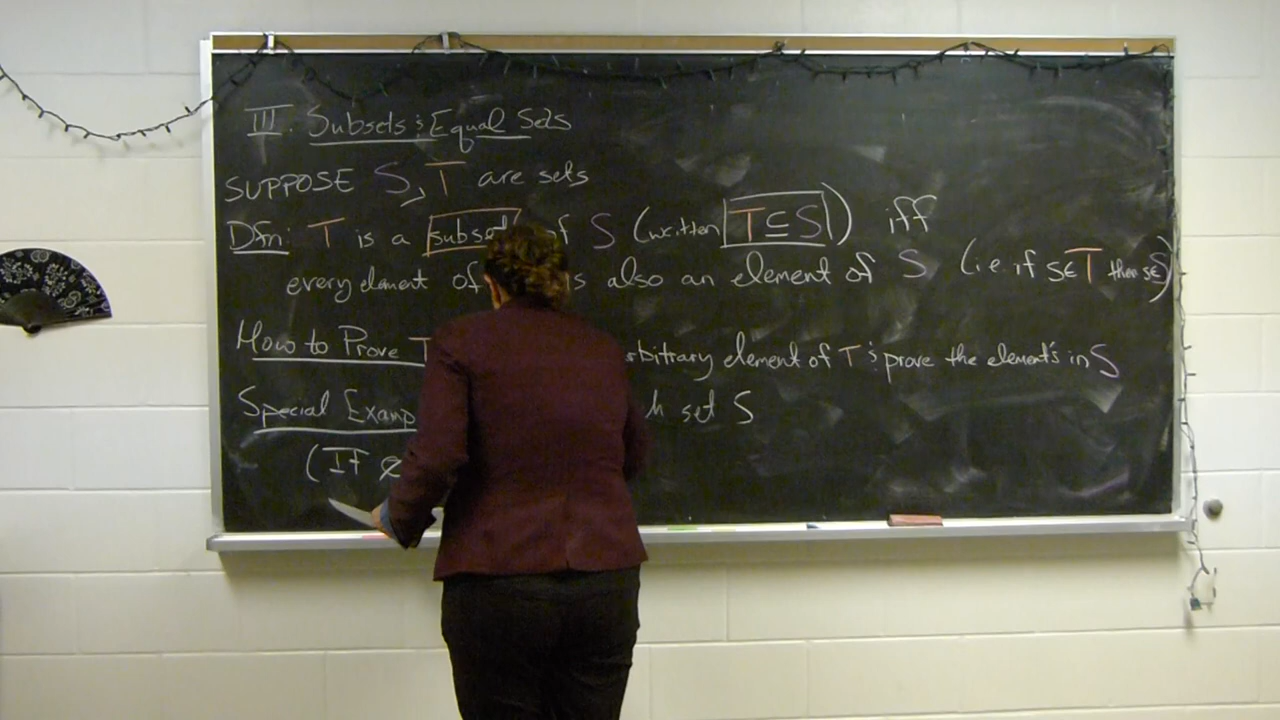 III. Subsets & Equal Sets
SUPPOSE S, T are sets
Dfn: T is a subset of S (written T ⊆ S) iff
every element of is also an element of S (i.e. if s∈T then s∈S)
How to Prove T rbitrary element of T & prove the element's in S
Special Examp h set S
(If